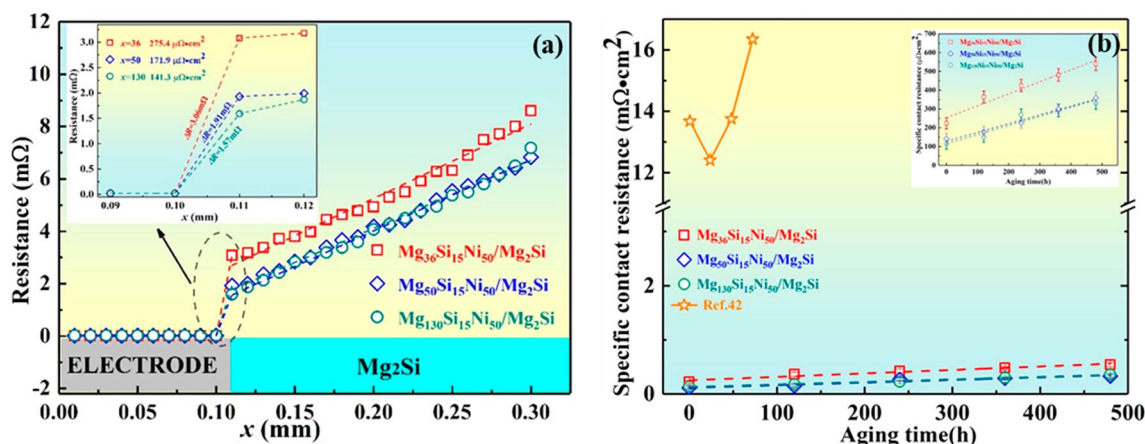 (a)
12
10
8
6
4
2
0
-2
Resistance (mΩ)
x=36 275.4 μΩ•cm²
x=50 171.9 μΩ•cm²
x=130 141.3 μΩ•cm²
ΔR=3.06mΩ
ΔR=1.91mΩ
ΔR=1.57mΩ
3.0
2.5
2.0
1.5
1.0
0.5
0.0
Resistance (mΩ)
0.09 0.10 0.11 0.12
x (mm)
Mg₃₆Si₁₅Ni₅₀/Mg₂Si
Mg₅₀Si₁₅Ni₅₀/Mg₂Si
Mg₁₃₀Si₁₅Ni₅₀/Mg₂Si
ELECTRODE Mg₂Si
0.00 0.05 0.10 0.15 0.20 0.25 0.30
x (mm)
(b)
16
14
12
2
0
Specific contact resistance (mΩ•cm²)
700
600
500
400
300
200
100
0
Specific contact resistance (μΩ•cm²)
0 100 200 300 400 500
Aging time(h)
Mg₃₆Si₁₅Ni₅₀/Mg₂Si
Mg₅₀Si₁₅Ni₅₀/Mg₂Si
Mg₁₃₀Si₁₅Ni₅₀/Mg₂Si
Ref.42
0 100 200 300 400 500
Aging time(h)